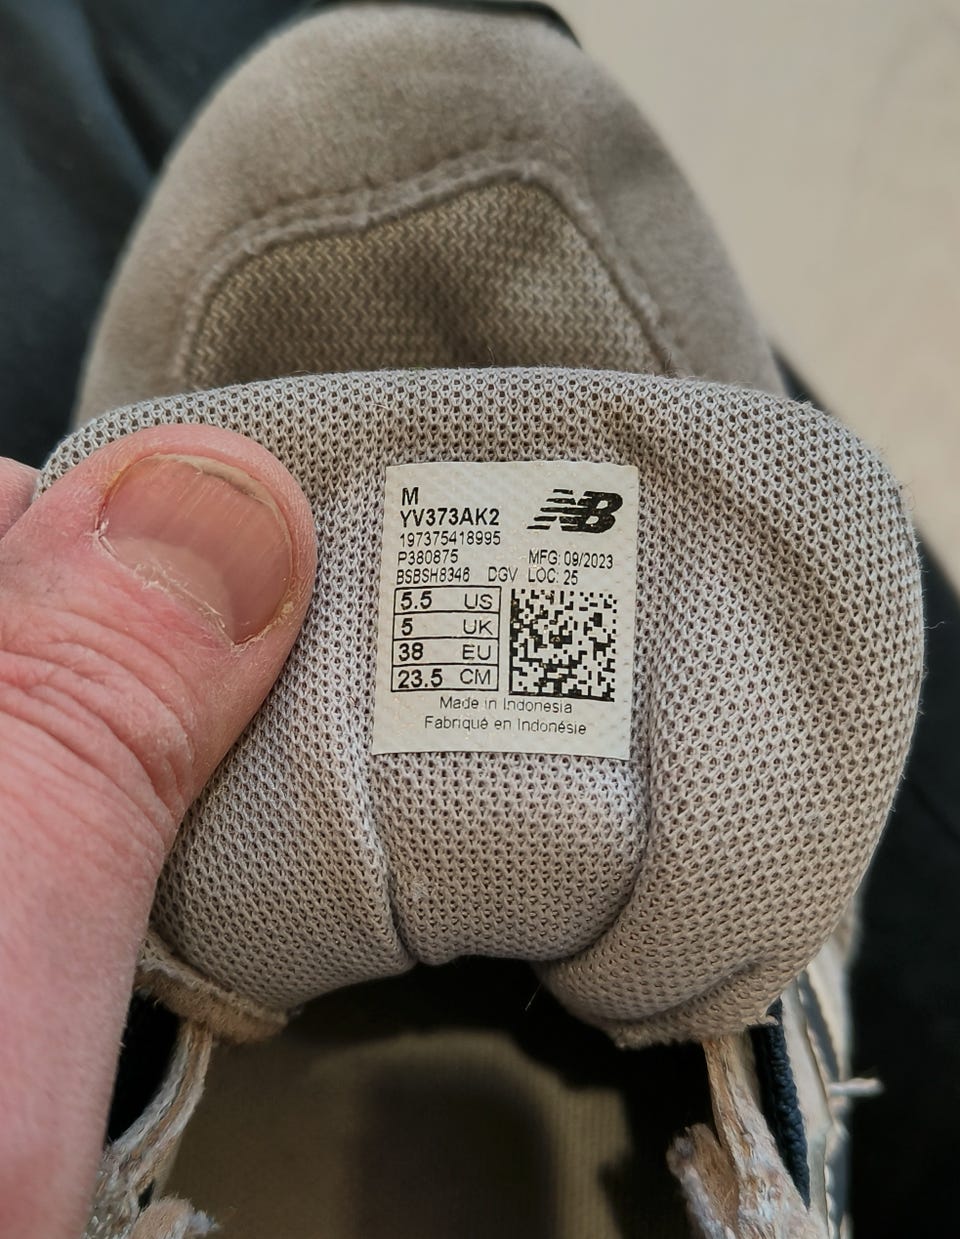 M
YV373AK2
NB
197375418995
P380875 MFG: 09/2023
BSBSH8346 DGV LOC: 25
5.5 US
5 UK
38 EU
23.5 CM
Made in Indonesia
Fabriqué en Indonésie